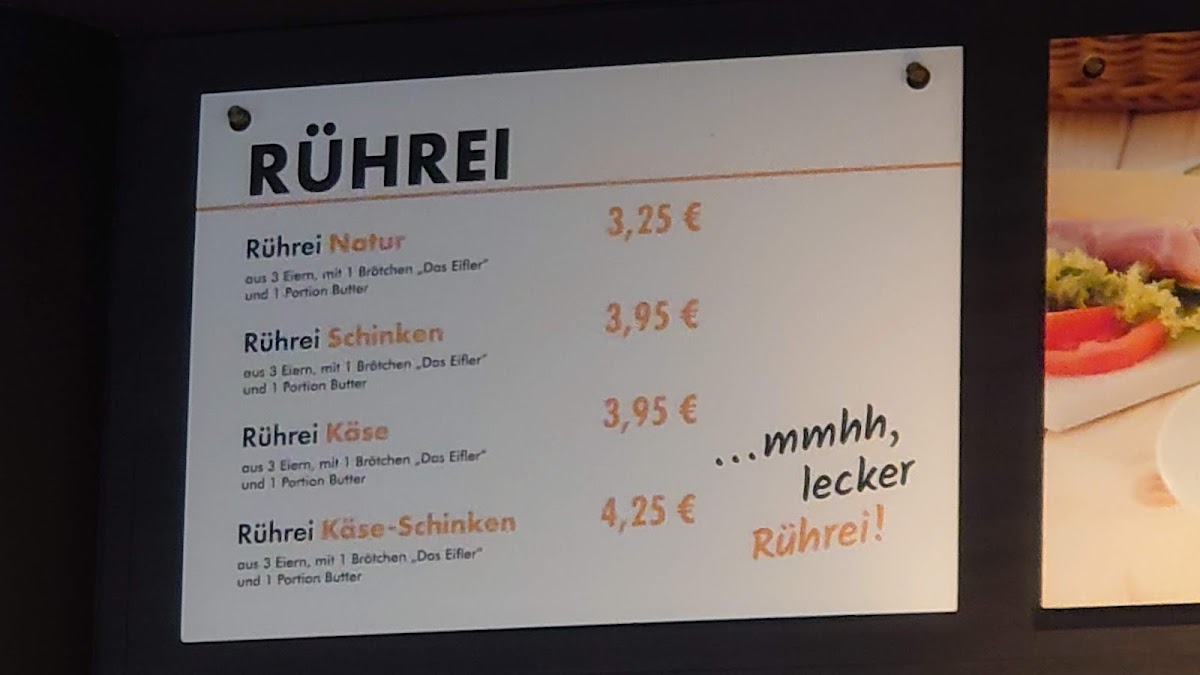 RÜHREI
Rührei Natur 3,25 €
aus 3 Eiern, mit 1 Brötchen „Das Eifler"
und 1 Portion Butter
Rührei Schinken 3,95 €
aus 3 Eiern, mit 1 Brötchen „Das Eifler"
und 1 Portion Butter
Rührei Käse 3,95 €
aus 3 Eiern, mit 1 Brötchen „Das Eifler"
und 1 Portion Butter
Rührei Käse-Schinken 4,25 €
aus 3 Eiern, mit 1 Brötchen „Das Eifler"
und 1 Portion Butter
...mmhh,
lecker
Rührei!